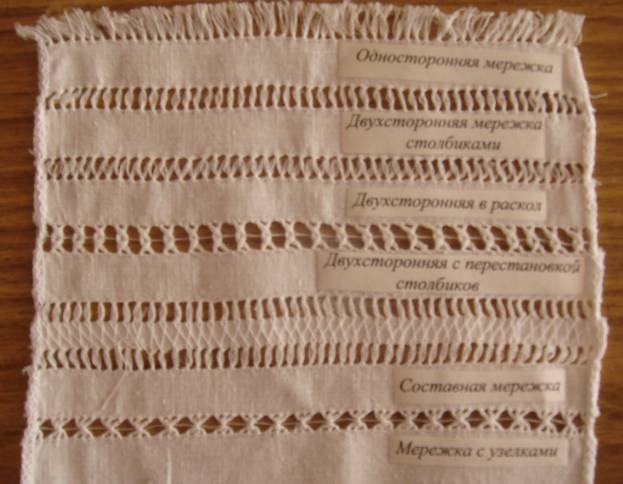 Односторонняя мережка
Двухсторонняя мережка
столбиками
Двухсторонняя в раскол
Двухсторонняя с перестановкой
столбиков
Составная мережка
Мережка с узелками